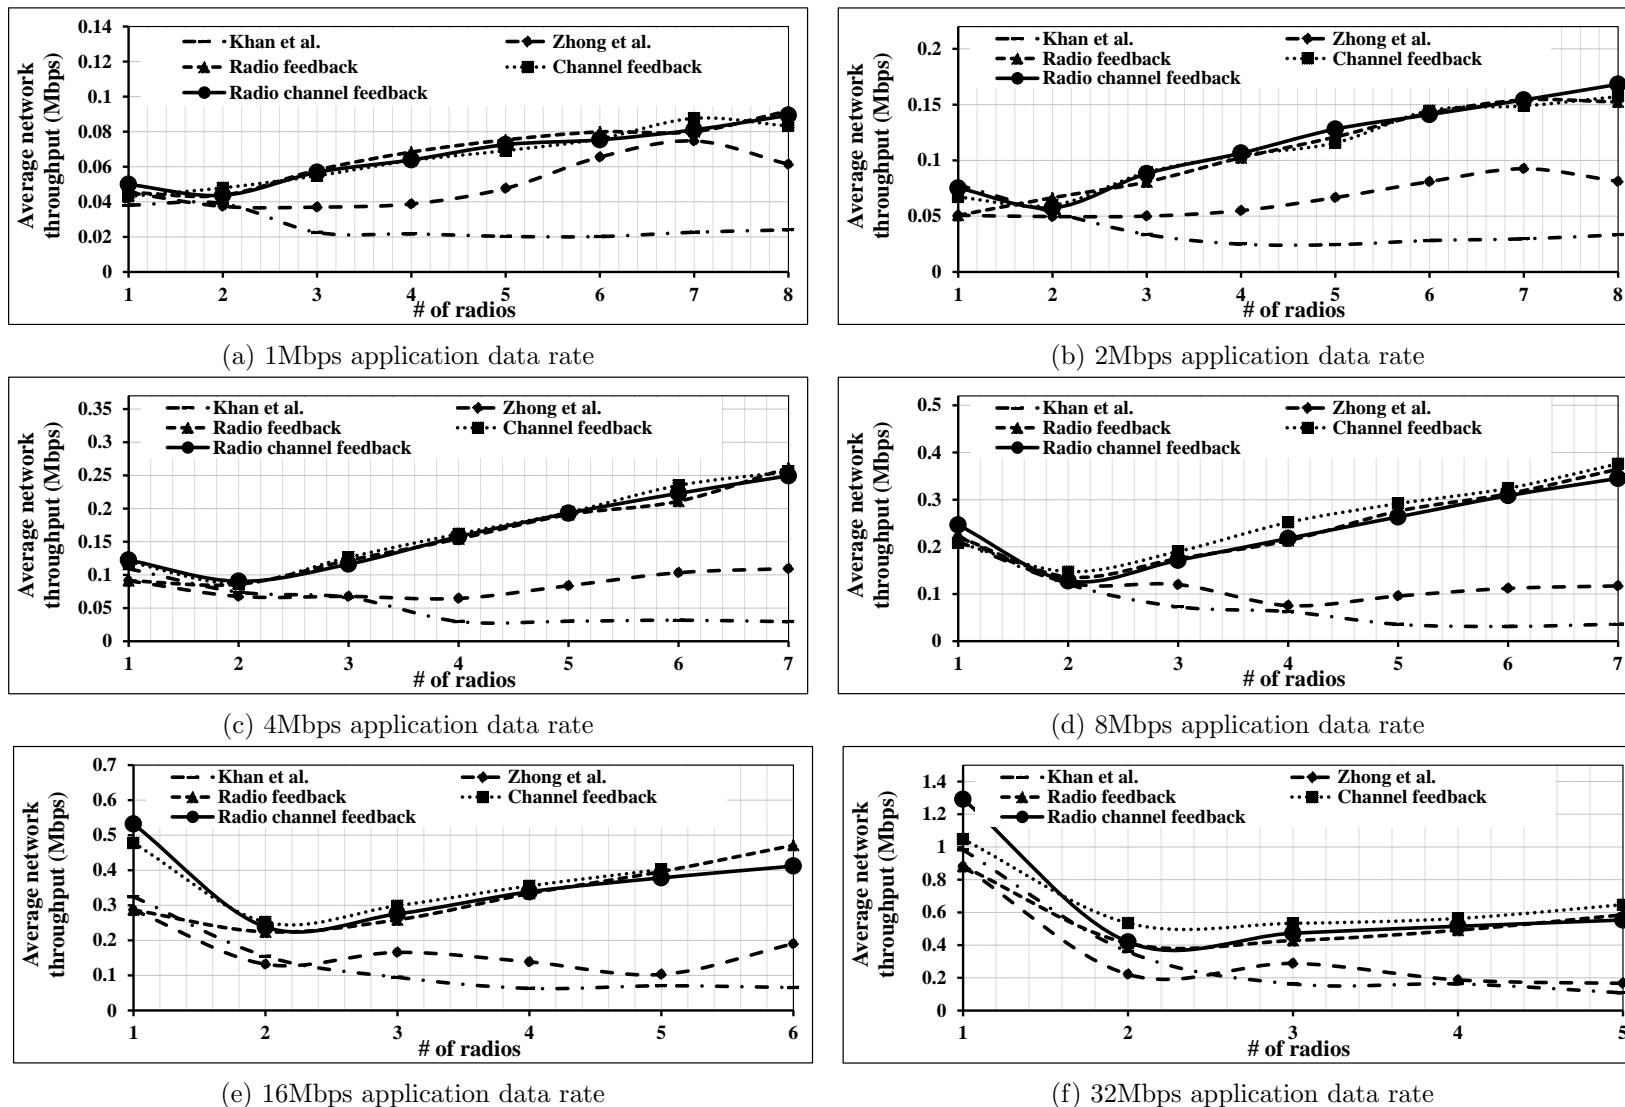 0.14
0.12
0.1
0.08
0.06
0.04
0.02
0
Average network
throughput (Mbps)
Khan et al.
Zhong et al.
Radio feedback
Channel feedback
Radio channel feedback
1 2 3 4 5 6 7 8
# of radios
(a) 1Mbps application data rate
0.2
0.15
0.1
0.05
0
Average network
throughput (Mbps)
Khan et al.
Zhong et al.
Radio feedback
Channel feedback
Radio channel feedback
1 2 3 4 5 6 7 8
# of radios
(b) 2Mbps application data rate
0.35
0.3
0.25
0.2
0.15
0.1
0.05
0
Average network
throughput (Mbps)
Khan et al.
Zhong et al.
Radio feedback
Channel feedback
Radio channel feedback
1 2 3 4 5 6 7
# of radios
(c) 4Mbps application data rate
0.5
0.4
0.3
0.2
0.1
0
Average network
throughput (Mbps)
Khan et al.
Zhong et al.
Radio feedback
Channel feedback
Radio channel feedback
1 2 3 4 5 6 7
# of radios
(d) 8Mbps application data rate
0.7
0.6
0.5
0.4
0.3
0.2
0.1
0
Average network
throughput (Mbps)
Khan et al.
Zhong et al.
Radio feedback
Channel feedback
Radio channel feedback
1 2 3 4 5 6
# of radios
(e) 16Mbps application data rate
1.4
1.2
1
0.8
0.6
0.4
0.2
0
Average network
throughput (Mbps)
Khan et al.
Zhong et al.
Radio feedback
Channel feedback
Radio channel feedback
1 2 3 4 5
# of radios
(f) 32Mbps application data rate